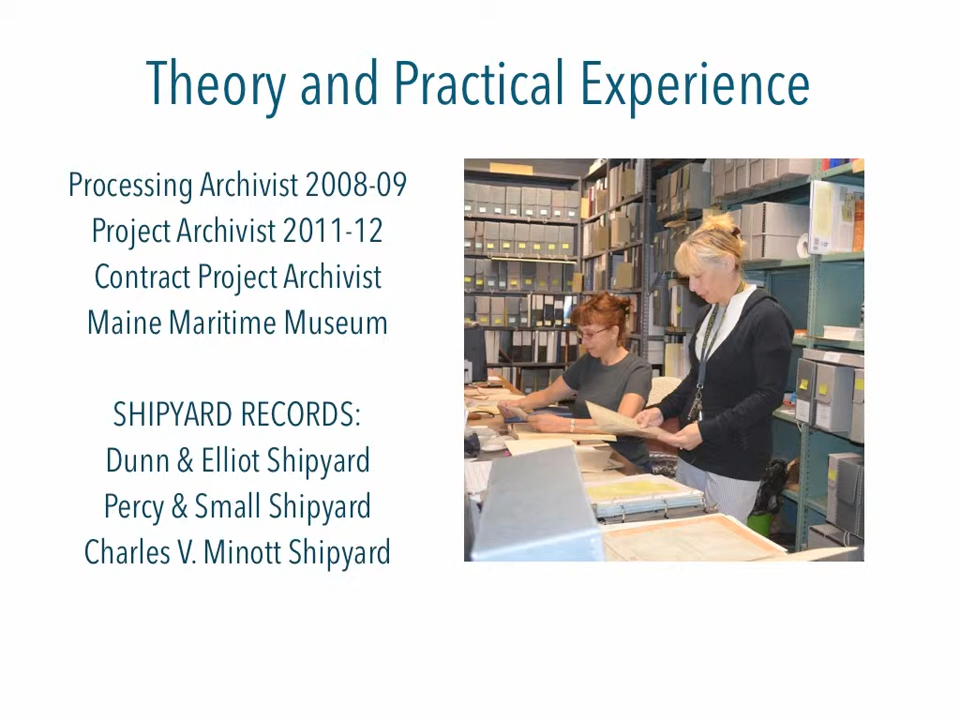 Theory and Practical Experience
Processing Archivist 2008-09
Project Archivist 2011-12
Contract Project Archivist
Maine Maritime Museum
SHIPYARD RECORDS:
Dunn & Elliot Shipyard
Percy & Small Shipyard
Charles V. Minott Shipyard